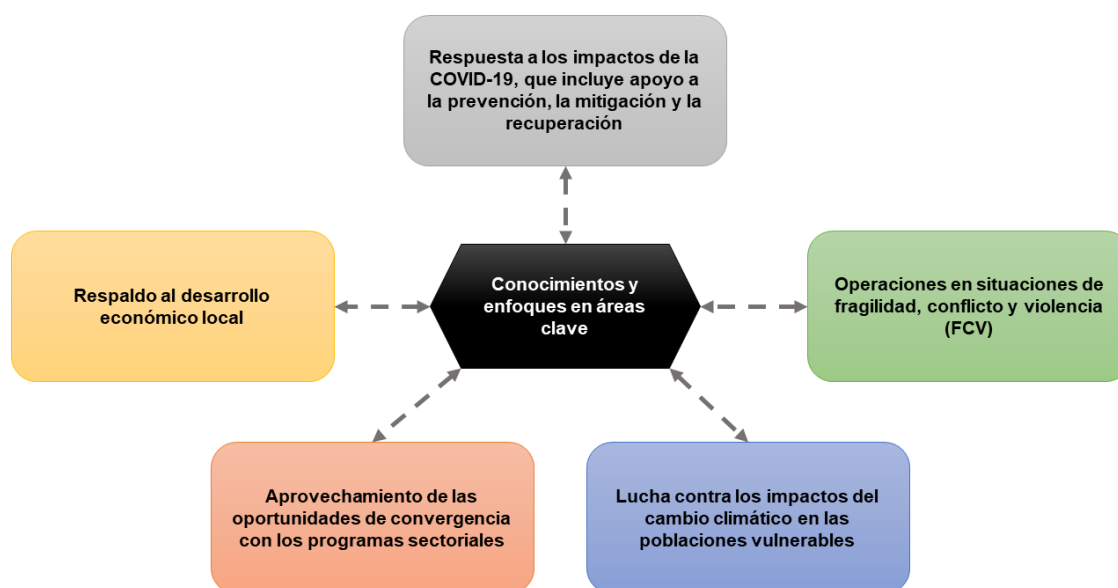 Respuesta a los impactos de la
COVID-19, que incluye apoyo a
la prevención, la mitigación y la
recuperación
Respaldo al desarrollo
económico local
Conocimientos y
enfoques en áreas
clave
Operaciones en situaciones de
fragilidad, conflicto y violencia
(FCV)
Aprovechamiento de las
oportunidades de convergencia
con los programas sectoriales
Lucha contra los impactos del
cambio climático en las
poblaciones vulnerables